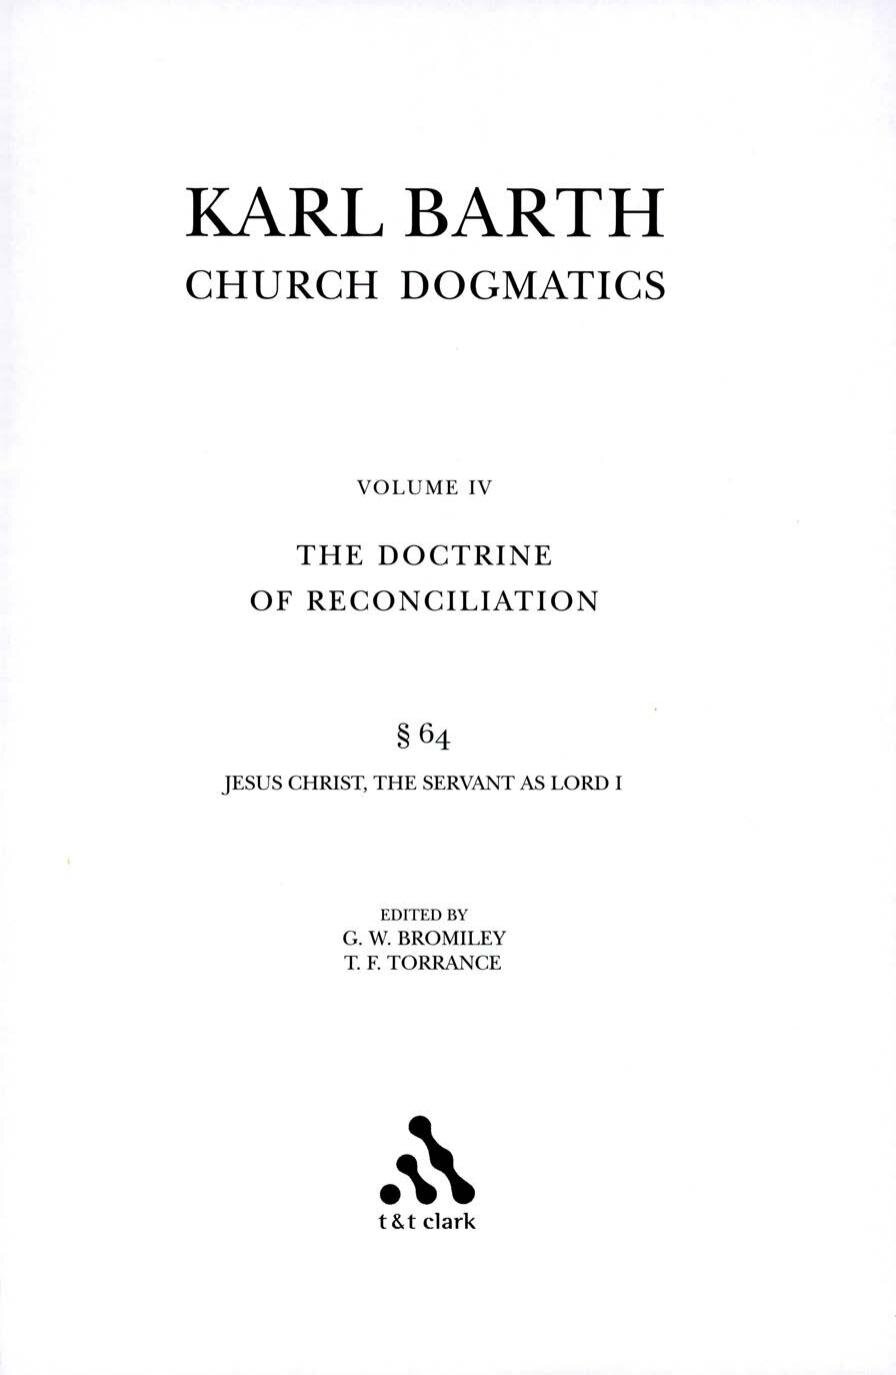 KARL BARTH
CHURCH DOGMATICS
VOLUME IV
THE DOCTRINE
OF RECONCILIATION
§ 64
JESUS CHRIST, THE SERVANT AS LORD I
EDITED BY
G. W. BROMILEY
T. F. TORRANCE
t & t clark